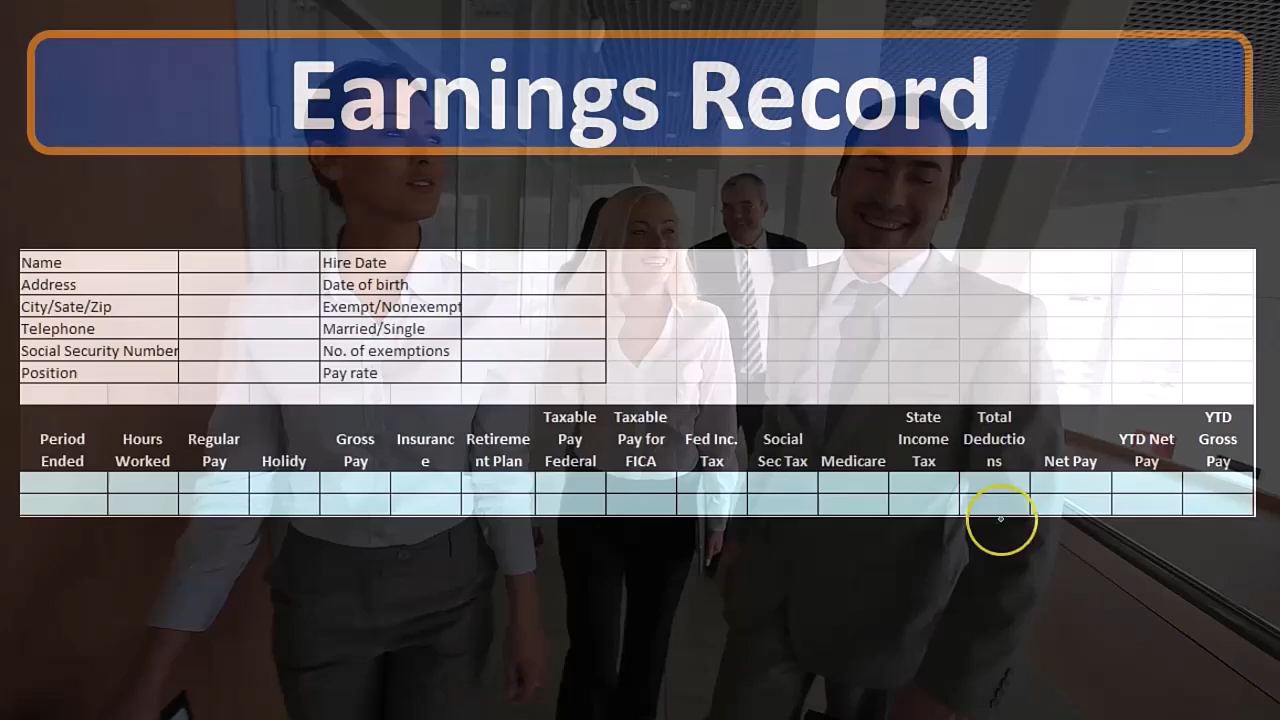 Earnings Record
Name Hire Date
Address Date of birth
City/Sate/Zip Exempt/Nonexempt
Telephone Married/Single
Social Security Number No. of exemptions
Position Pay rate
Taxable Taxable State Total YTD
Period Hours Regular Gross Insuranc Retireme Pay Pay for Fed Inc. Social Income Deductio YTD Net Gross
Ended Worked Pay Holidy Pay e nt Plan Federal FICA Tax Sec Tax Medicare Tax ns Net Pay Pay Pay